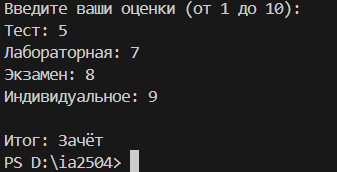 Введите ваши оценки (от 1 до 10):
Тест: 5
Лабораторная: 7
Экзамен: 8
Индивидуальное: 9
Итог: Зачёт
PS D:\ia2504>